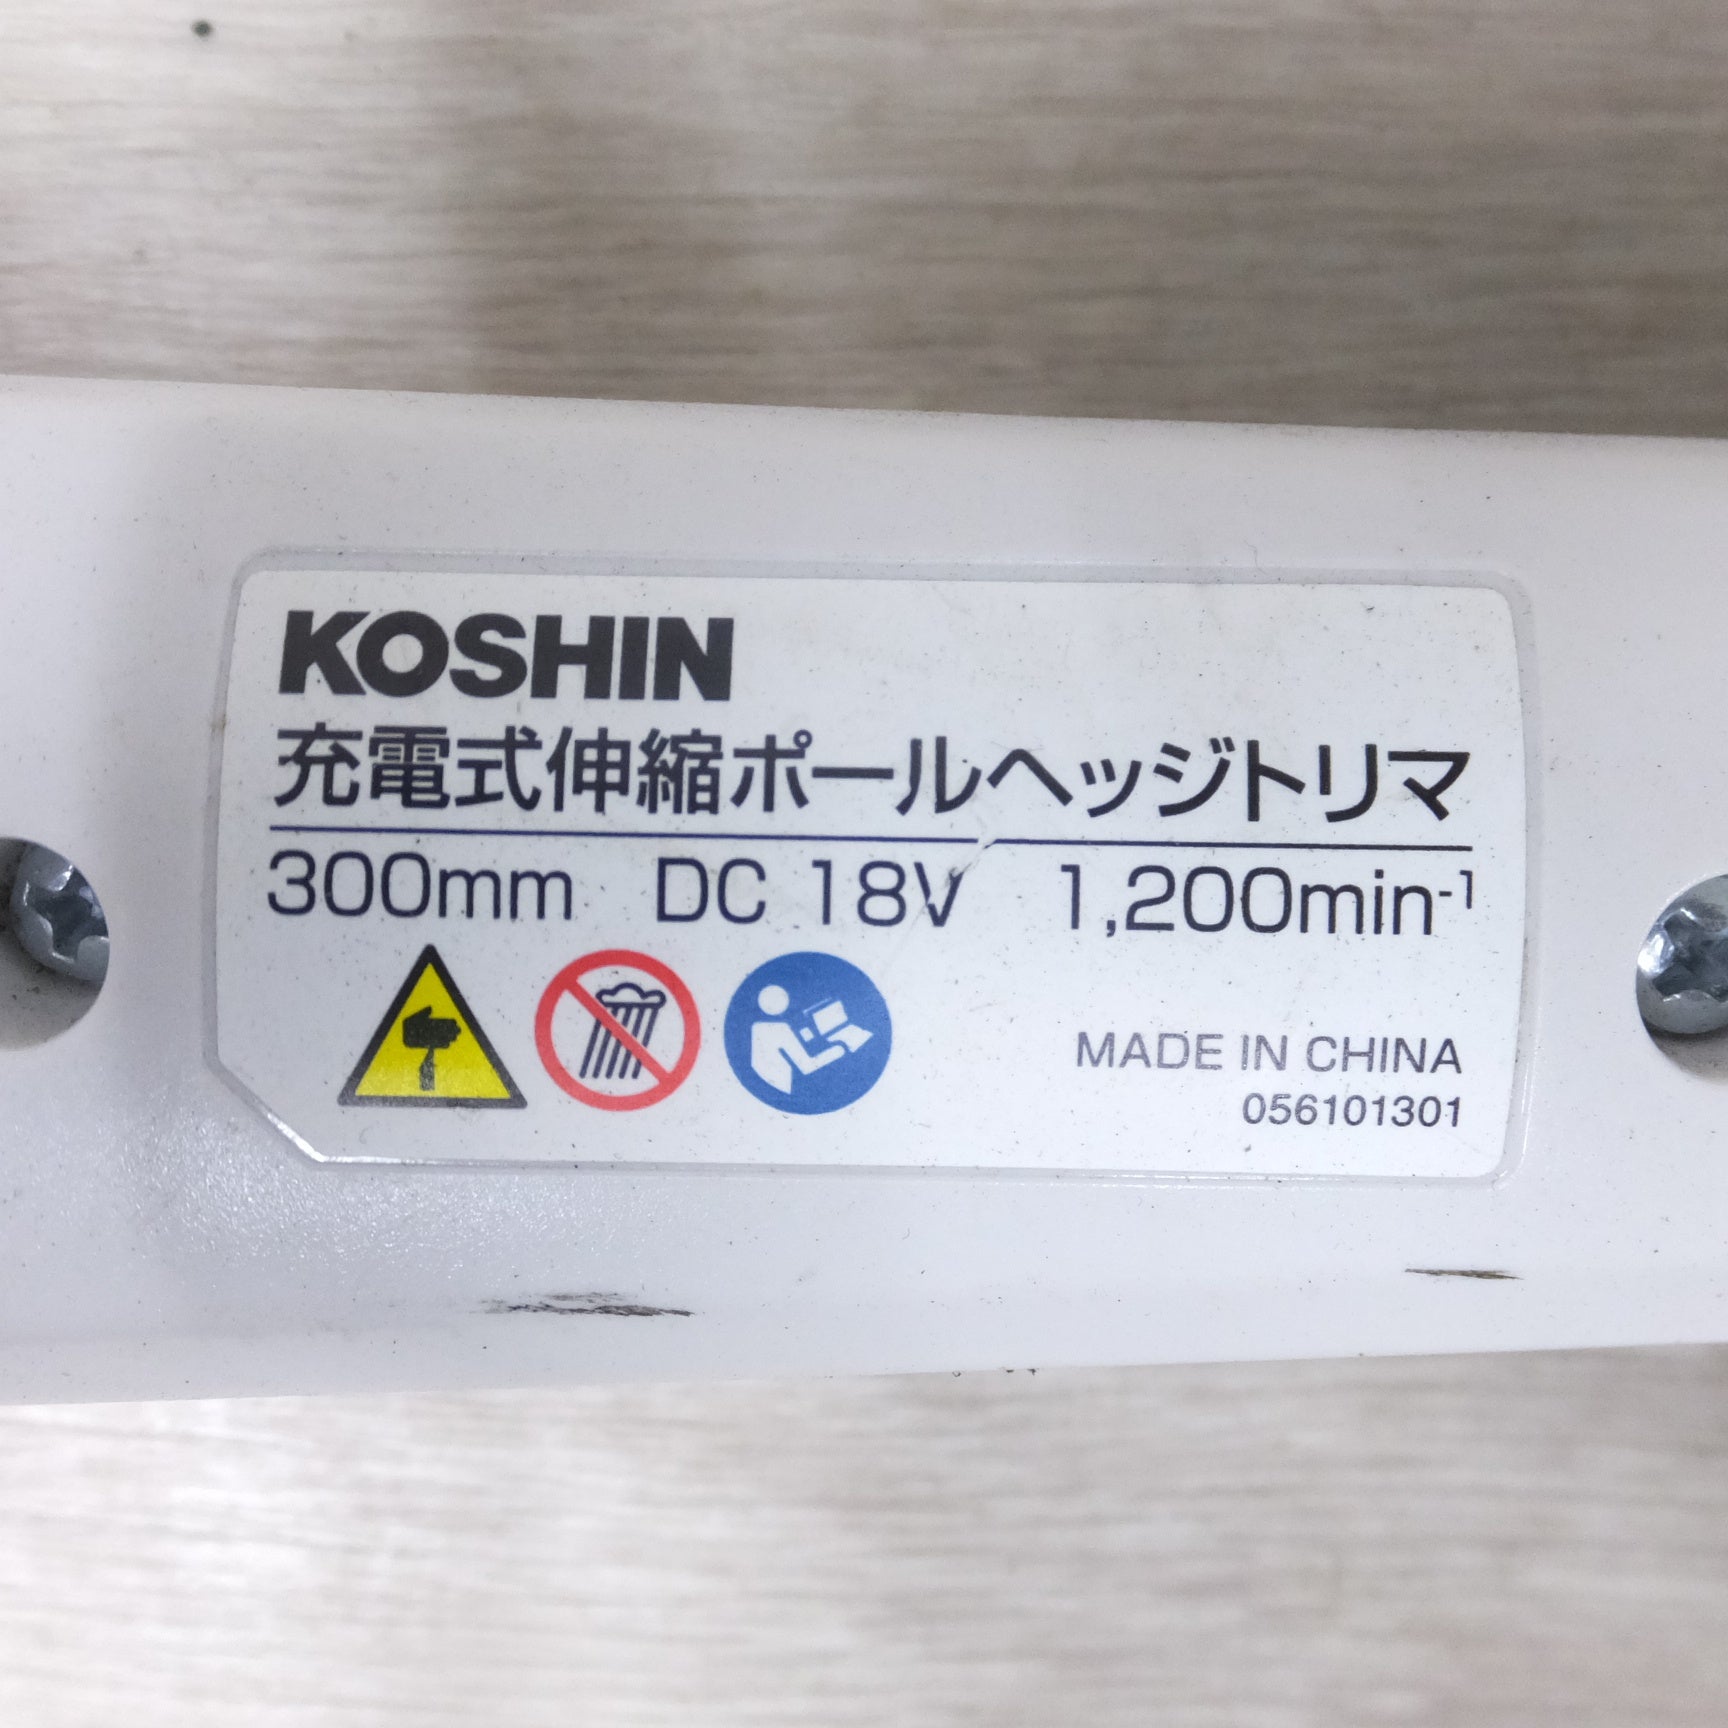 KOSHIN
充電式伸縮ポールヘッジトリマ
300mm DC 18V 1,200min⁻¹
MADE IN CHINA
056101301